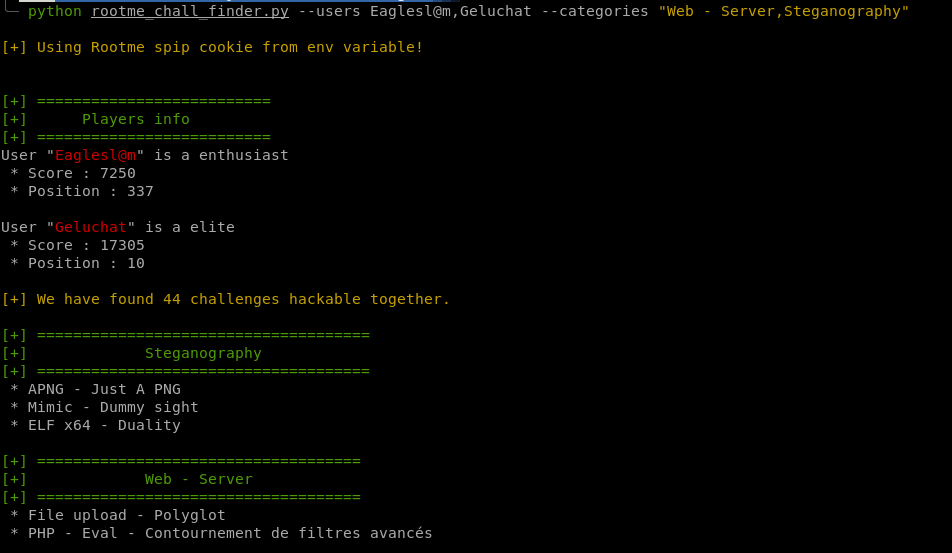 python rootme_chall_finder.py --users Eaglesl@m,Geluchat --categories "Web - Server,Steganography"
[+] Using Rootme spip cookie from env variable!
[+] ==========================
[+]      Players info
[+] ==========================
User "Eaglesl@m" is a enthusiast
 * Score : 7250
 * Position : 337
User "Geluchat" is a elite
 * Score : 17305
 * Position : 10
[+] We have found 44 challenges hackable together.
[+] =====================================
[+]             Steganography
[+] =====================================
 * APNG - Just A PNG
 * Mimic - Dummy sight
 * ELF x64 - Duality
[+] ====================================
[+]             Web - Server
[+] ====================================
 * File upload - Polyglot
 * PHP - Eval - Contournement de filtres avancés